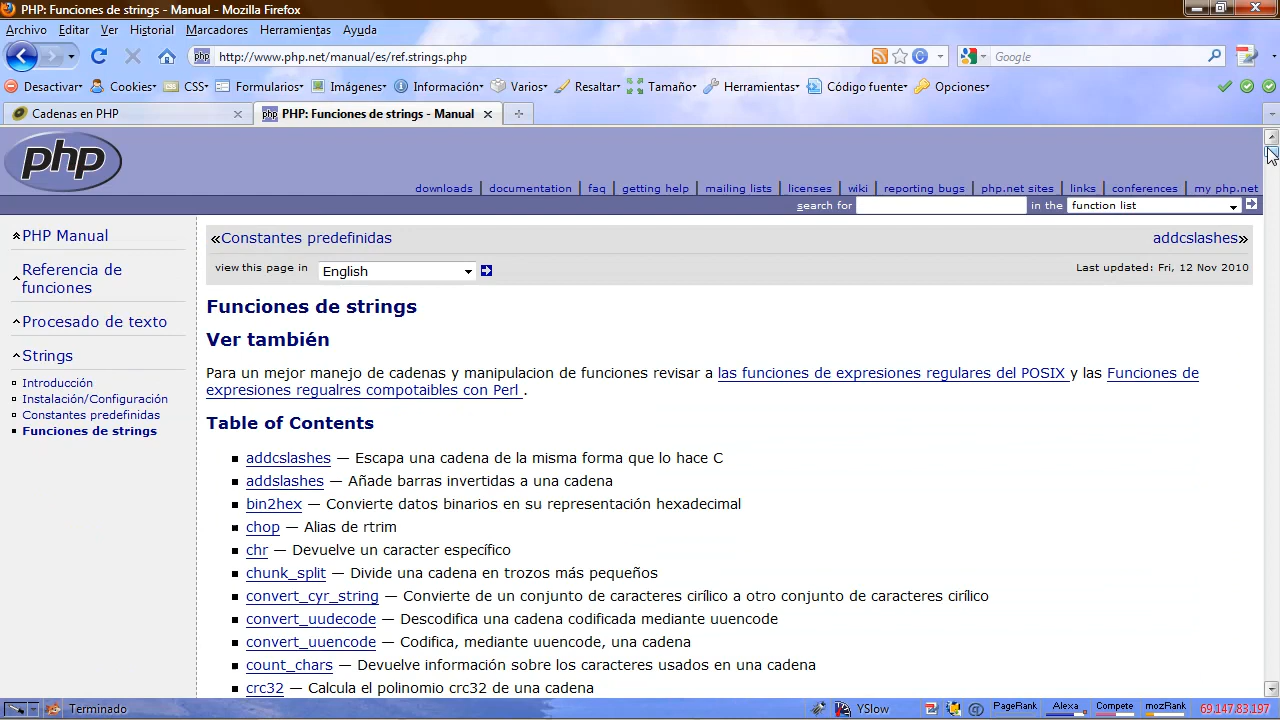 PHP: Funciones de strings - Manual - Mozilla Firefox
Archivo Editar Ver Historial Marcadores Herramientas Ayuda
http://www.php.net/manual/es/ref.strings.php Google
Desactivar Cookies CSS Formularios Imágenes Información Varios Resaltar Tamaño Herramientas Código fuente Opciones
Cadenas en PHP PHP: Funciones de strings - Manual
php
downloads | documentation | faq | getting help | mailing lists | licenses | wiki | reporting bugs | php.net sites | links | conferences | my php.net
search for in the function list
PHP Manual
Referencia de
funciones
Procesado de texto
Strings
Introducción
Instalación/Configuración
Constantes predefinidas
Funciones de strings
«Constantes predefinidas addcslashes»
view this page in English Last updated: Fri, 12 Nov 2010
Funciones de strings
Ver también
Para un mejor manejo de cadenas y manipulacion de funciones revisar a las funciones de expresiones regulares del POSIX y las Funciones de
expresiones regualres compotaibles con Perl .
Table of Contents
addcslashes — Escapa una cadena de la misma forma que lo hace C
addslashes — Añade barras invertidas a una cadena
bin2hex — Convierte datos binarios en su representación hexadecimal
chop — Alias de rtrim
chr — Devuelve un caracter específico
chunk_split — Divide una cadena en trozos más pequeños
convert_cyr_string — Convierte de un conjunto de caracteres cirílico a otro conjunto de caracteres cirílico
convert_uudecode — Descodifica una cadena codificada mediante uuencode
convert_uuencode — Codifica, mediante uuencode, una cadena
count_chars — Devuelve información sobre los caracteres usados en una cadena
crc32 — Calcula el polinomio crc32 de una cadena
Terminado YSlow PageRank Alexa Compete mozRank 69.147.83.197